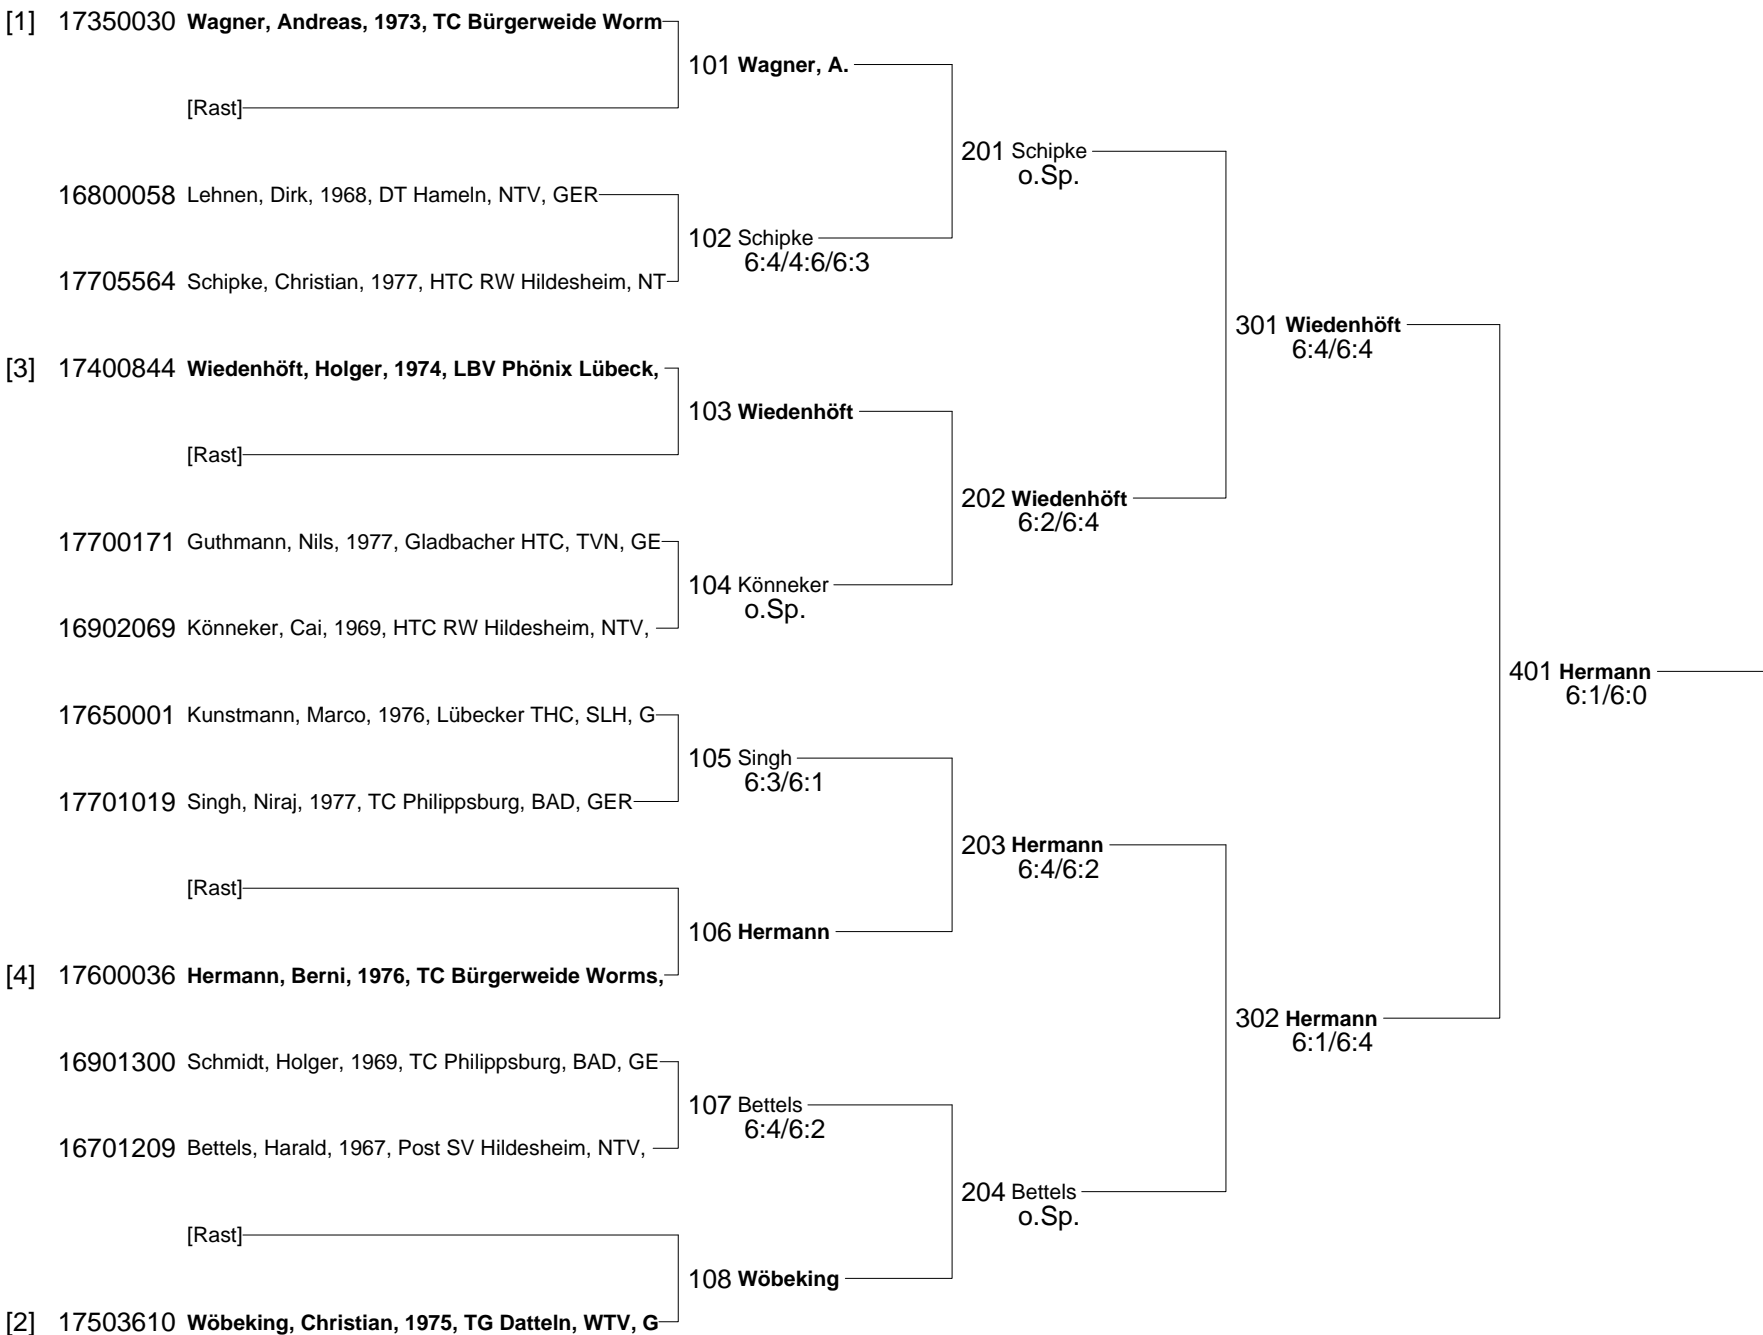 [1] 17350030 Wagner, Andreas, 1973, TC Bürgerweide Worm
101 Wagner, A.
[Rast]
201 Schipke
o.Sp.
16800058 Lehnen, Dirk, 1968, DT Hameln, NTV, GER
102 Schipke
6:4/4:6/6:3
17705564 Schipke, Christian, 1977, HTC RW Hildesheim, NT
301 Wiedenhöft
6:4/6:4
[3] 17400844 Wiedenhöft, Holger, 1974, LBV Phönix Lübeck,
103 Wiedenhöft
[Rast]
202 Wiedenhöft
6:2/6:4
17700171 Guthmann, Nils, 1977, Gladbacher HTC, TVN, GE
104 Könneker
o.Sp.
16902069 Könneker, Cai, 1969, HTC RW Hildesheim, NTV,
401 Hermann
6:1/6:0
17650001 Kunstmann, Marco, 1976, Lübecker THC, SLH, G
105 Singh
6:3/6:1
17701019 Singh, Niraj, 1977, TC Philippsburg, BAD, GER
203 Hermann
6:4/6:2
[Rast]
106 Hermann
[4] 17600036 Hermann, Berni, 1976, TC Bürgerweide Worms,
302 Hermann
6:1/6:4
16901300 Schmidt, Holger, 1969, TC Philippsburg, BAD, GE
107 Bettels
6:4/6:2
16701209 Bettels, Harald, 1967, Post SV Hildesheim, NTV,
204 Bettels
o.Sp.
[Rast]
108 Wöbeking
[2] 17503610 Wöbeking, Christian, 1975, TG Datteln, WTV, G